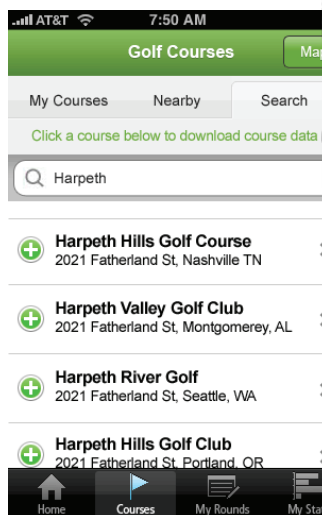 AT&T 7:50 AM
Golf Courses Map
My Courses Nearby Search
Click a course below to download course data
Harpeth
Harpeth Hills Golf Course
2021 Fatherland St, Nashville TN
Harpeth Valley Golf Club
2021 Fatherland St, Montgomerey, AL
Harpeth River Golf
2021 Fatherland St, Seattle, WA
Harpeth Hills Golf Club
2021 Fatherland St, Portland, OR
Home Courses My Rounds My Sta